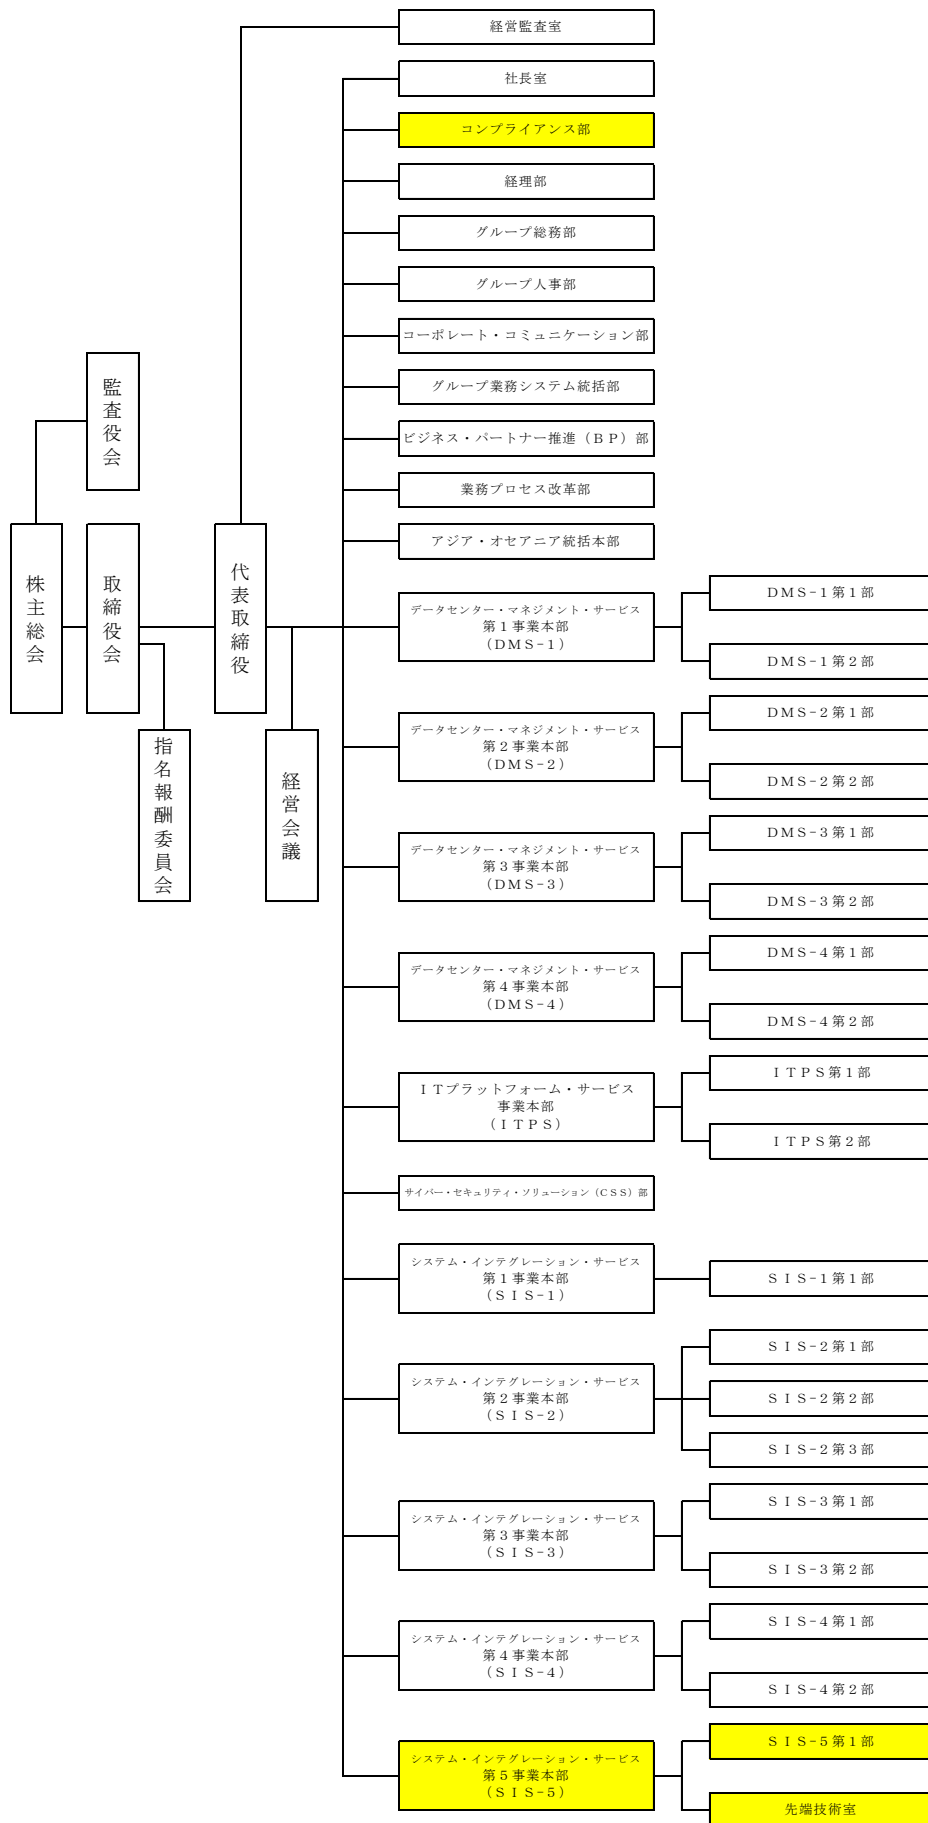 経営監査室
社長室
コンプライアンス部
経理部
グループ総務部
グループ人事部
コーポレート・コミュニケーション部
グループ業務システム統括部
ビジネス・パートナー推進（ＢＰ）部
業務プロセス改革部
アジア・オセアニア統括本部
監査役会
株主総会
取締役会
代表取締役
指名報酬委員会
経営会議
データセンター・マネジメント・サービス
第１事業本部
（DMS−１）
DMS−１第１部
DMS−１第２部
データセンター・マネジメント・サービス
第２事業本部
（DMS−２）
DMS−２第１部
DMS−２第２部
データセンター・マネジメント・サービス
第３事業本部
（DMS−３）
DMS−３第１部
DMS−３第２部
データセンター・マネジメント・サービス
第４事業本部
（DMS−４）
DMS−４第１部
DMS−４第２部
ＩＴプラットフォーム・サービス
事業本部
（ＩＴＰＳ）
ＩＴＰＳ第１部
ＩＴＰＳ第２部
サイバー・セキュリティ・ソリューション（ＣＳＳ）部
システム・インテグレーション・サービス
第１事業本部
（ＳＩＳ−１）
ＳＩＳ−１第１部
システム・インテグレーション・サービス
第２事業本部
（ＳＩＳ−２）
ＳＩＳ−２第１部
ＳＩＳ−２第２部
ＳＩＳ−２第３部
システム・インテグレーション・サービス
第３事業本部
（ＳＩＳ−３）
ＳＩＳ−３第１部
ＳＩＳ−３第２部
システム・インテグレーション・サービス
第４事業本部
（ＳＩＳ−４）
ＳＩＳ−４第１部
ＳＩＳ−４第２部
システム・インテグレーション・サービス
第５事業本部
（ＳＩＳ−５）
ＳＩＳ−５第１部
先端技術室